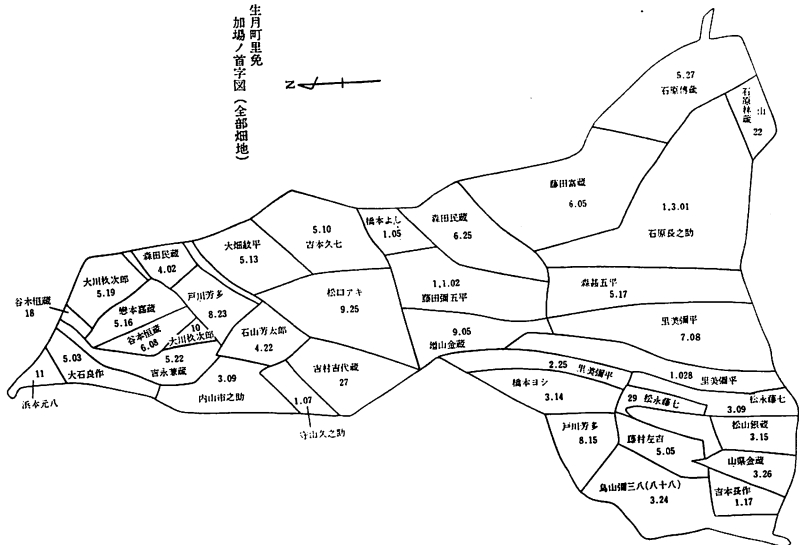 生月町里免
加場ノ首字図（全部畑地）
N
5.27
石原傳蔵
石原林蔵
山
22
藤田富蔵
6.05
1.3.01
石原長之助
橋本よし
1.05
森田民蔵
6.25
5.10
吉本久七
大畑紋平
5.13
森田民蔵
4.02
大川杦次郎
5.19
谷本恒蔵
18
戸川芳多
8.23
5.16
谷本恒蔵
6.08
10
大川杦次郎
石山芳太郎
4.22
松口アキ
9.25
1.1.02
藤田彌五平
5.17
里美彌平
7.08
9.05
増山金蔵
5.03
大石良作
11
浜本元八
5.22
吉永兼蔵
3.09
内山市之助
1.07
守山久之助
吉村吉代蔵
27
2.25
里美彌平
1.028
里美彌平
橋本ヨシ
3.14
29 松永藤七
松永藤七
3.09
戸川芳多
8.15
藤村左吉
5.05
松山銀蔵
3.15
山県金蔵
3.26
鳥山彌三八(八十八)
3.24
吉本長作
1.17